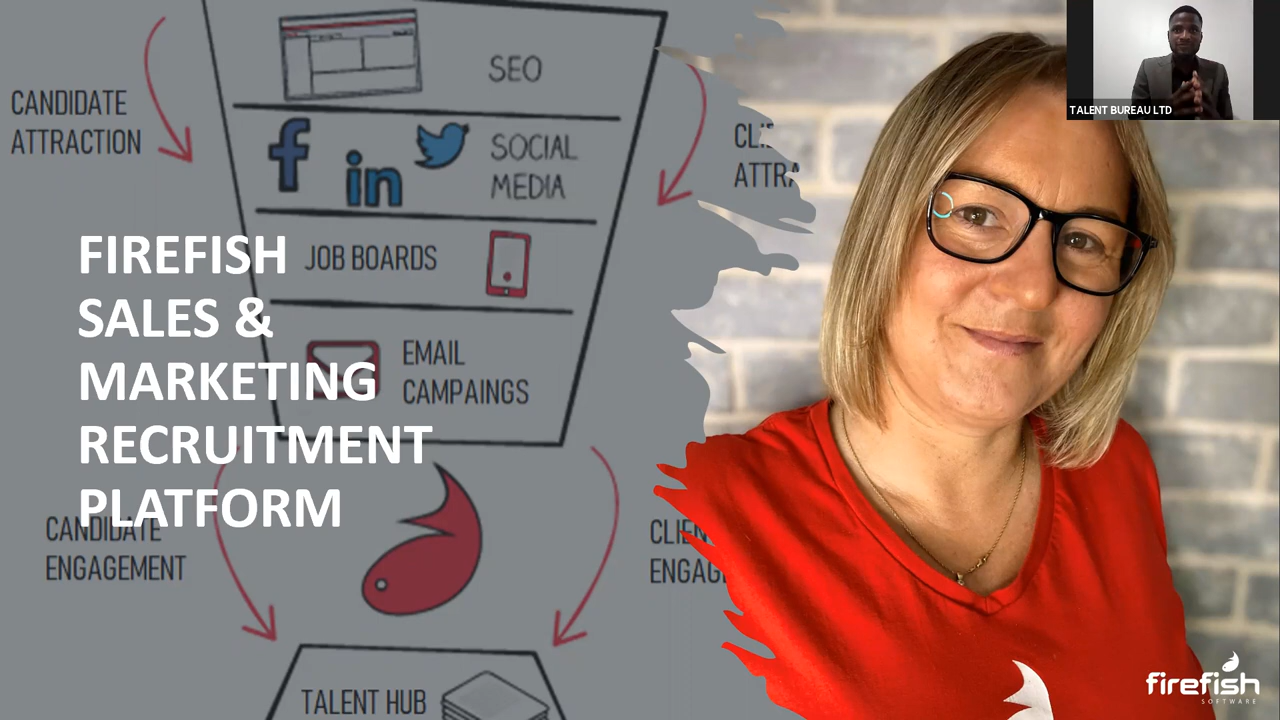 TALENT BUREAU LTD
SEO
CANDIDATE
ATTRACTION
SOCIAL
MEDIA
JOB BOARDS
EMAIL
CAMPAINGS
FIREFISH
SALES &
MARKETING
RECRUITMENT
PLATFORM
CANDIDATE
ENGAGEMENT
TALENT HUB
firefish
SOFTWARE